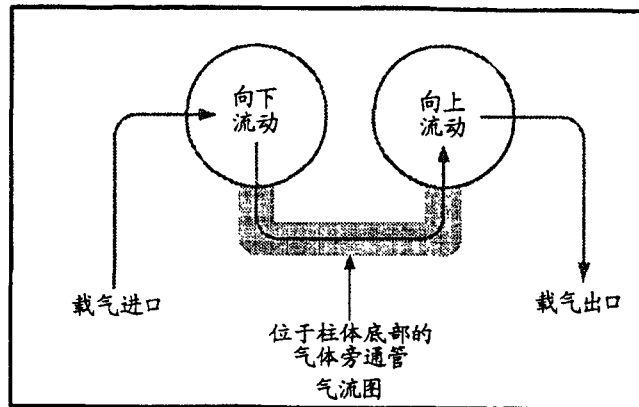 向下
流动
向上
流动
载气进口
载气出口
位于柱体底部的
气体旁通管
气流图